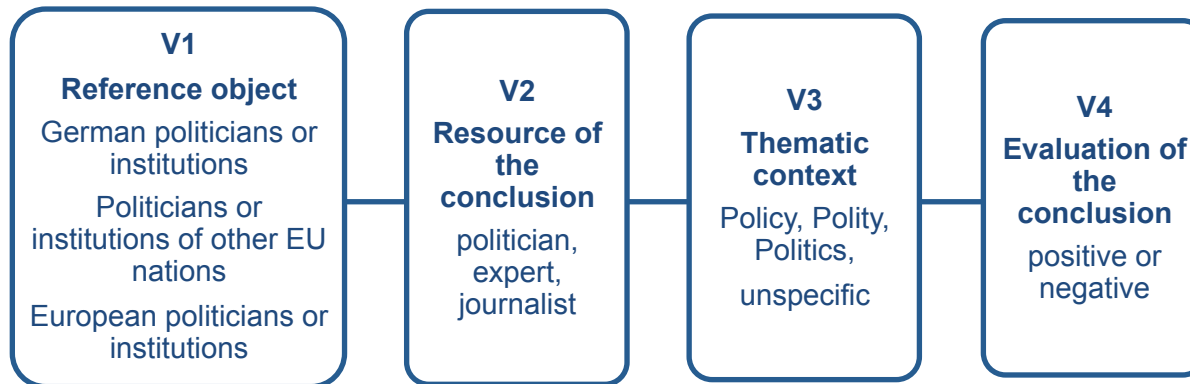 V1
Reference object
German politicians or
institutions
Politicians or
institutions of other EU
nations
European politicians or
institutions
V2
Resource of
the
conclusion
politician,
expert,
journalist
V3
Thematic
context
Policy, Polity,
Politics,
unspecific
V4
Evaluation of
the
conclusion
positive or
negative